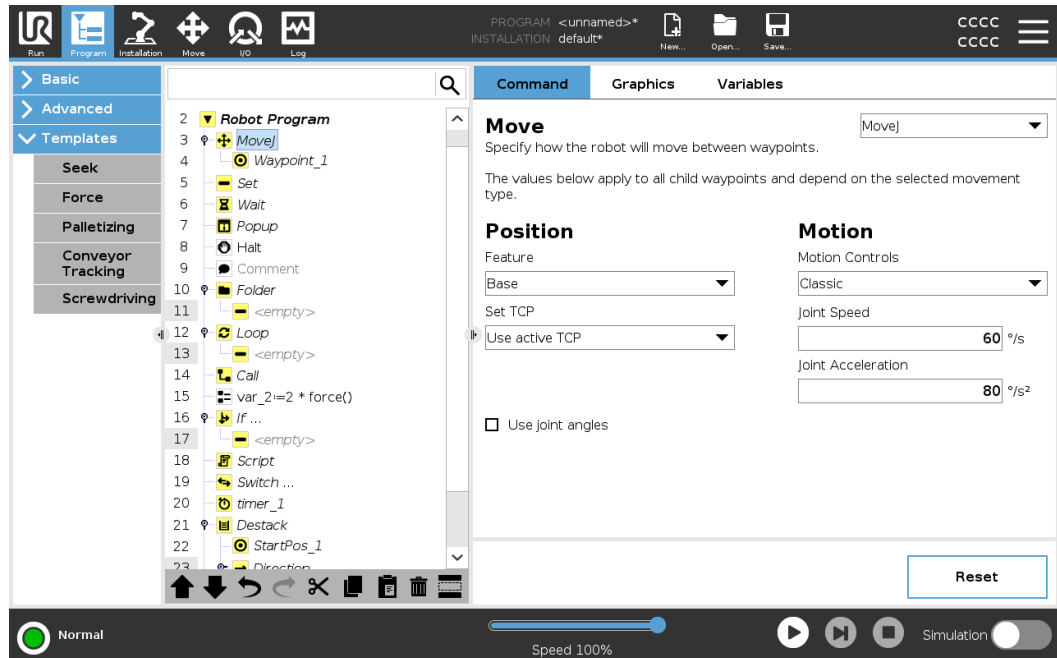 PROGRAM <unnamed>*
INSTALLATION default*
CCCC
CCCC
Run
Program
Installation
Move
I/O
Log
New...
Open...
Save...
Basic
Advanced
Templates
Seek
Force
Palletizing
Conveyor
Tracking
Screwdriving
2 Robot Program
3 MoveJ
4 Waypoint_1
5 Set
6 Wait
7 Popup
8 Halt
9 Comment
10 Folder
11 <empty>
12 Loop
13 <empty>
14 Call
15 var_2:=2 * force()
16 If ...
17 <empty>
18 Script
19 Switch ...
20 timer_1
21 Destack
22 StartPos_1
23 Direction
Command Graphics Variables
Move
MoveJ
Specify how the robot will move between waypoints.
The values below apply to all child waypoints and depend on the selected movement
type.
Position
Feature
Base
Set TCP
Use active TCP
Use joint angles
Motion
Motion Controls
Classic
Joint Speed
60 °/s
Joint Acceleration
80 °/s²
Reset
Normal
Speed 100%
Simulation